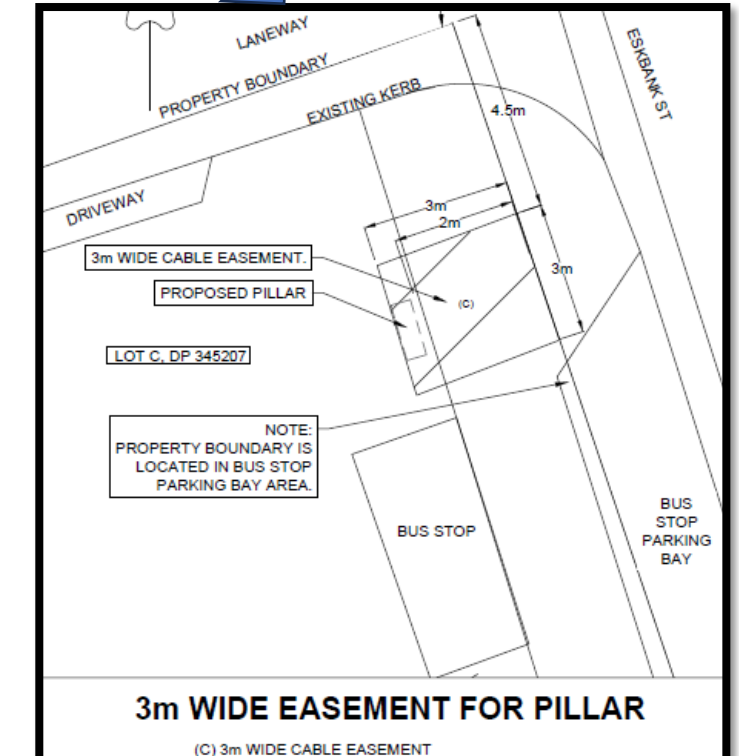 LANEWAY
PROPERTY BOUNDARY
EXISTING KERB
ESKBANK ST
4.5m
DRIVEWAY
3m
2m
3m WIDE CABLE EASEMENT.
3m
PROPOSED PILLAR
(C)
LOT C, DP 345207
NOTE:
PROPERTY BOUNDARY IS
LOCATED IN BUS STOP
PARKING BAY AREA.
BUS STOP
BUS
STOP
PARKING
BAY
3m WIDE EASEMENT FOR PILLAR
(C) 3m WIDE CABLE EASEMENT